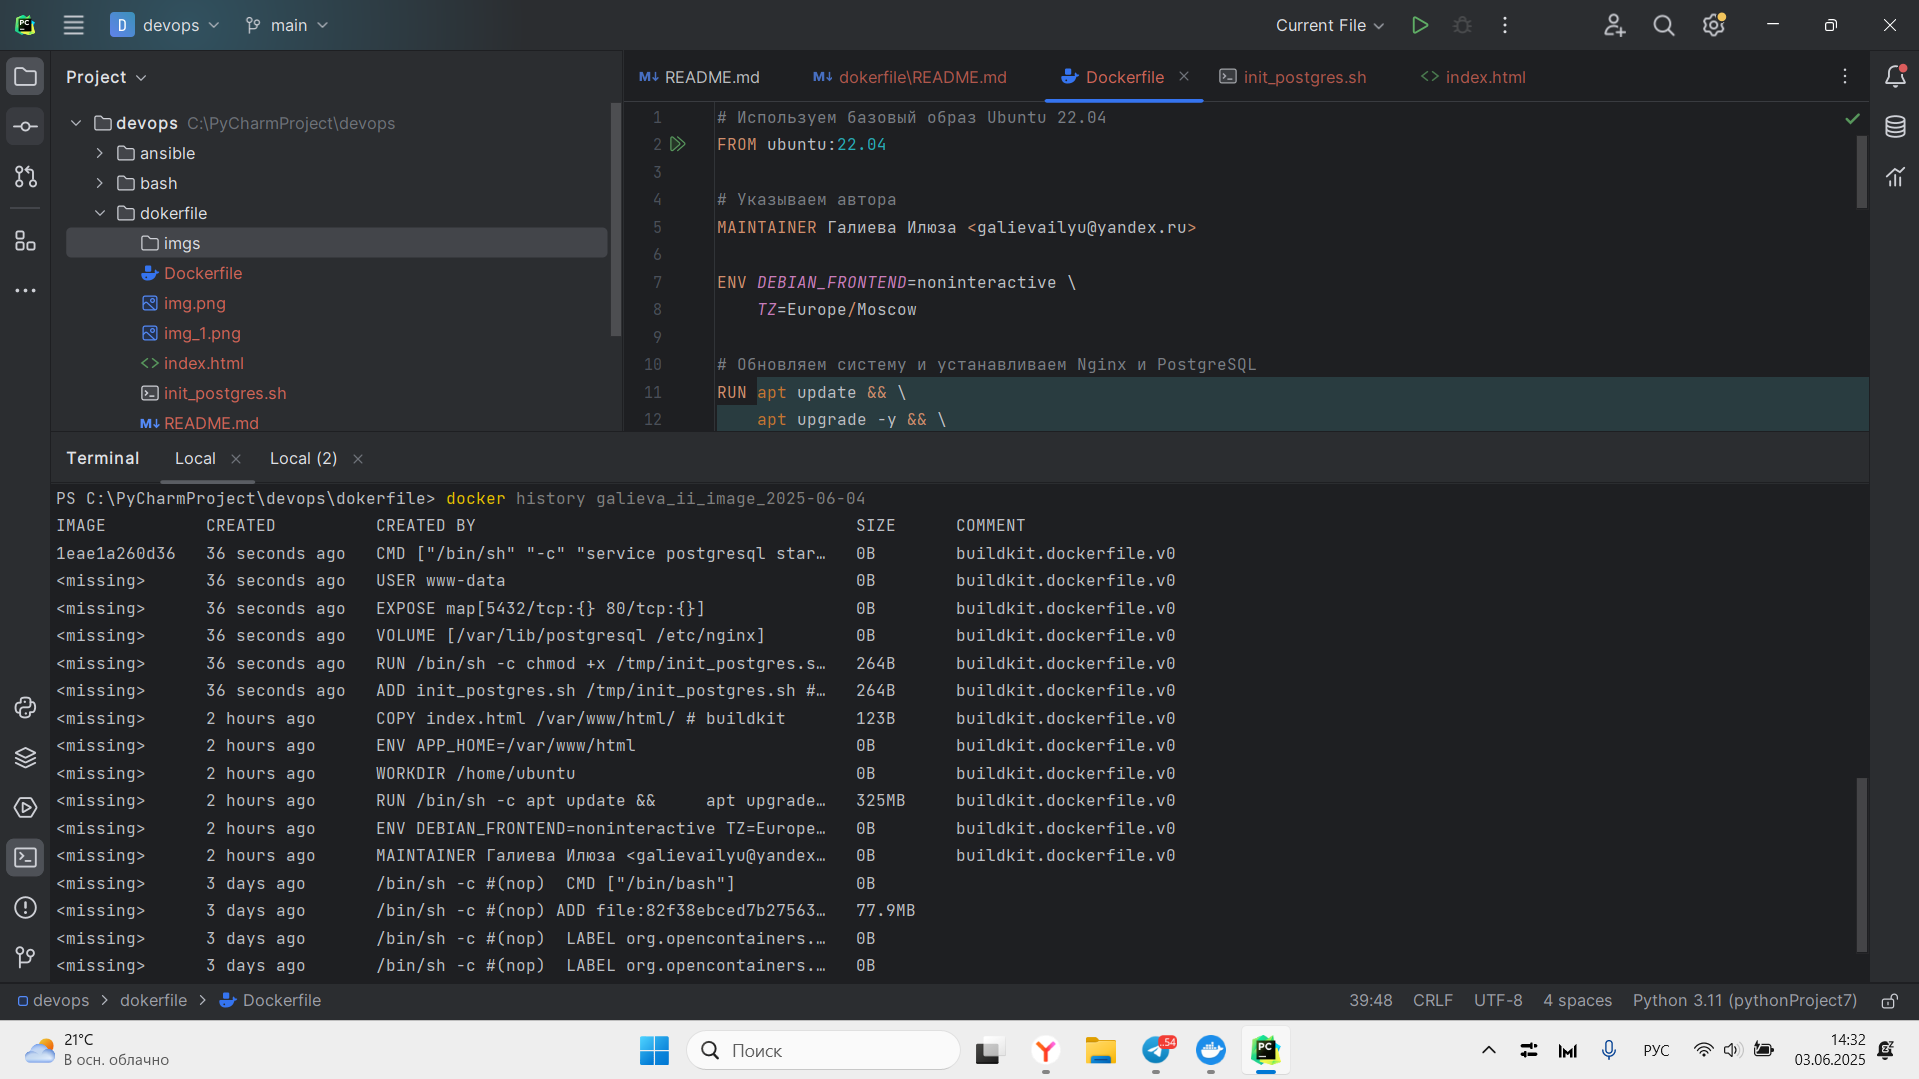 D devops main Current File
Project
devops C:\PyCharmProject\devops
ansible
bash
dokerfile
imgs
Dockerfile
img.png
img_1.png
index.html
init_postgres.sh
README.md
README.md dokerfile\README.md Dockerfile init_postgres.sh index.html
1 # Используем базовый образ Ubuntu 22.04
2 FROM ubuntu:22.04
3
4 # Указываем автора
5 MAINTAINER Галиева Илюза <galievailyu@yandex.ru>
6
7 ENV DEBIAN_FRONTEND=noninteractive \
8 TZ=Europe/Moscow
9
10 # Обновляем систему и устанавливаем Nginx и PostgreSQL
11 RUN apt update && \
12 apt upgrade -y && \
Terminal Local Local (2)
PS C:\PyCharmProject\devops\dokerfile> docker history galieva_ii_image_2025-06-04
IMAGE CREATED CREATED BY SIZE COMMENT
1eae1a260d36 36 seconds ago CMD ["/bin/sh" "-c" "service postgresql star… 0B buildkit.dockerfile.v0
<missing> 36 seconds ago USER www-data 0B buildkit.dockerfile.v0
<missing> 36 seconds ago EXPOSE map[5432/tcp:{} 80/tcp:{}] 0B buildkit.dockerfile.v0
<missing> 36 seconds ago VOLUME [/var/lib/postgresql /etc/nginx] 0B buildkit.dockerfile.v0
<missing> 36 seconds ago RUN /bin/sh -c chmod +x /tmp/init_postgres.s… 264B buildkit.dockerfile.v0
<missing> 36 seconds ago ADD init_postgres.sh /tmp/init_postgres.sh #… 264B buildkit.dockerfile.v0
<missing> 2 hours ago COPY index.html /var/www/html/ # buildkit 123B buildkit.dockerfile.v0
<missing> 2 hours ago ENV APP_HOME=/var/www/html 0B buildkit.dockerfile.v0
<missing> 2 hours ago WORKDIR /home/ubuntu 0B buildkit.dockerfile.v0
<missing> 2 hours ago RUN /bin/sh -c apt update && apt upgrade… 325MB buildkit.dockerfile.v0
<missing> 2 hours ago ENV DEBIAN_FRONTEND=noninteractive TZ=Europe… 0B buildkit.dockerfile.v0
<missing> 2 hours ago MAINTAINER Галиева Илюза <galievailyu@yandex… 0B buildkit.dockerfile.v0
<missing> 3 days ago /bin/sh -c #(nop) CMD ["/bin/bash"] 0B
<missing> 3 days ago /bin/sh -c #(nop) ADD file:82f38ebced7b27563… 77.9MB
<missing> 3 days ago /bin/sh -c #(nop) LABEL org.opencontainers.… 0B
<missing> 3 days ago /bin/sh -c #(nop) LABEL org.opencontainers.… 0B
devops > dokerfile > Dockerfile 39:48 CRLF UTF-8 4 spaces Python 3.11 (pythonProject7)
21°C
В осн. облачно
Поиск
54
PC
РУС
14:32
03.06.2025